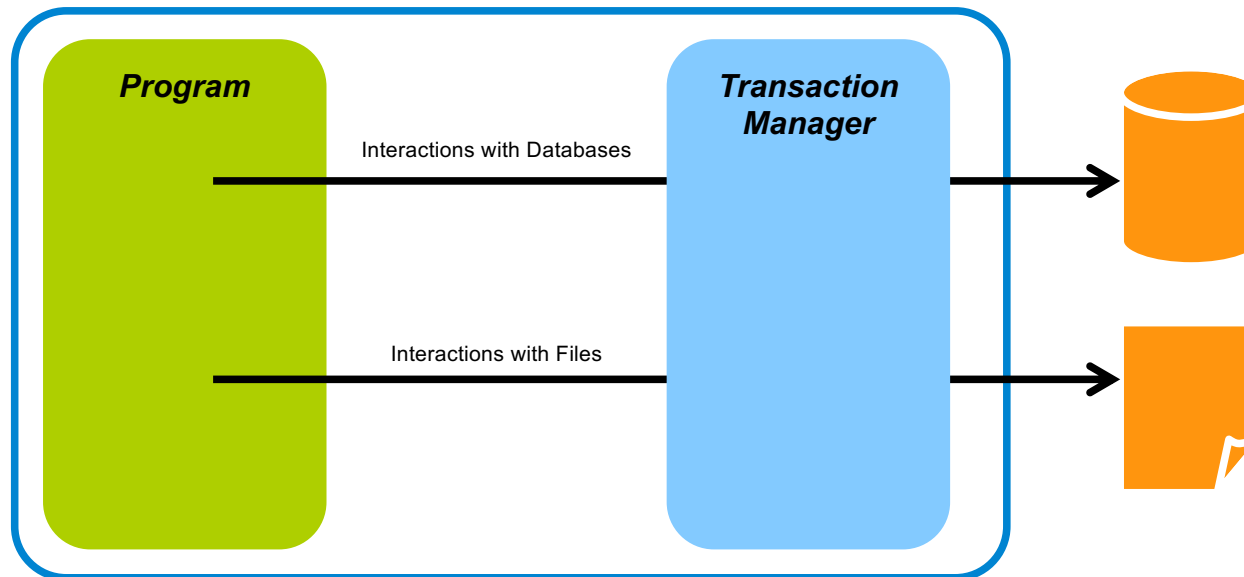 Program
Transaction
Manager
Interactions with Databases
Interactions with Files